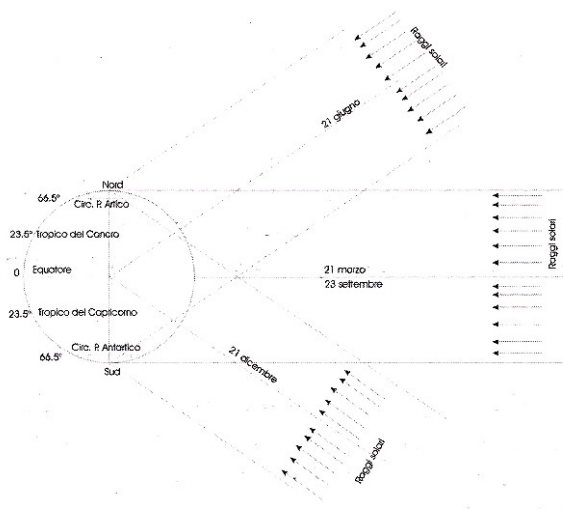 Raggi solari
21 giugno
Nord
66.5°
Circ. P. Artico
23.5° Tropico del Cancro
Raggi solari
0 Equatore
21 marzo
23 settembre
23.5° Tropico del Capricorno
Circ. P. Antartico
66.5°
21 dicembre
Sud
Raggi solari